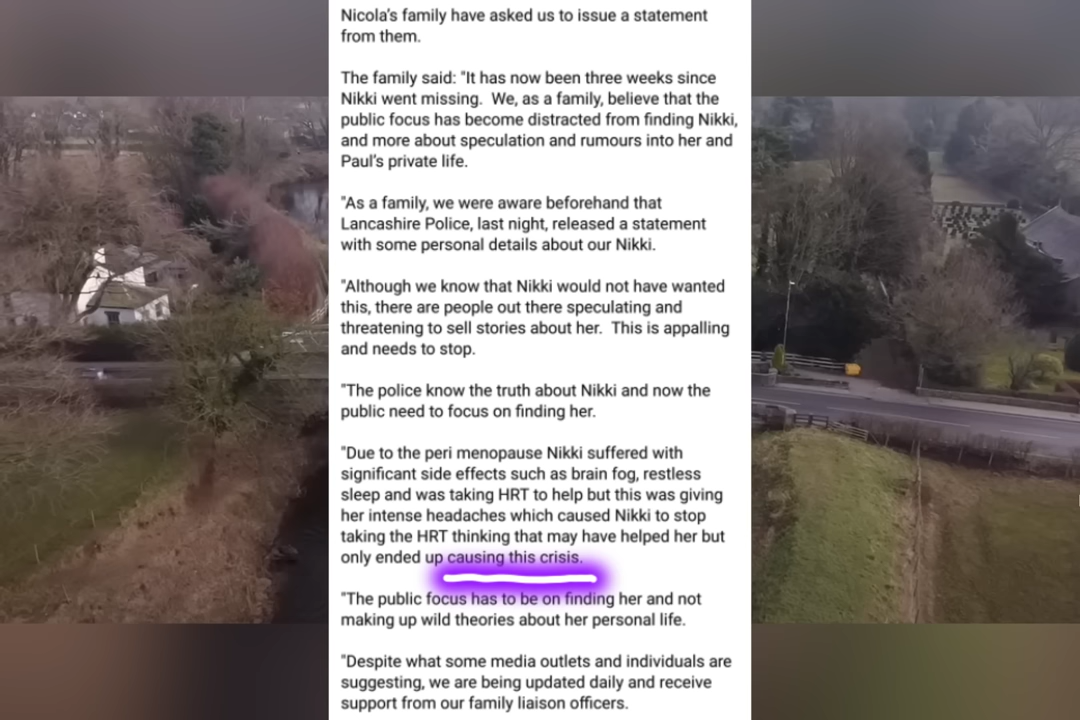 Nicola's family have asked us to issue a statement
from them.
The family said: "It has now been three weeks since
Nikki went missing.  We, as a family, believe that the
public focus has become distracted from finding Nikki,
and more about speculation and rumours into her and
Paul's private life.
"As a family, we were aware beforehand that
Lancashire Police, last night, released a statement
with some personal details about our Nikki.
"Although we know that Nikki would not have wanted
this, there are people out there speculating and
threatening to sell stories about her.  This is appalling
and needs to stop.
"The police know the truth about Nikki and now the
public need to focus on finding her.
"Due to the peri menopause Nikki suffered with
significant side effects such as brain fog, restless
sleep and was taking HRT to help but this was giving
her intense headaches which caused Nikki to stop
taking the HRT thinking that may have helped her but
only ended up causing this crisis.
"The public focus has to be on finding her and not
making up wild theories about her personal life.
"Despite what some media outlets and individuals are
suggesting, we are being updated daily and receive
support from our family liaison officers.